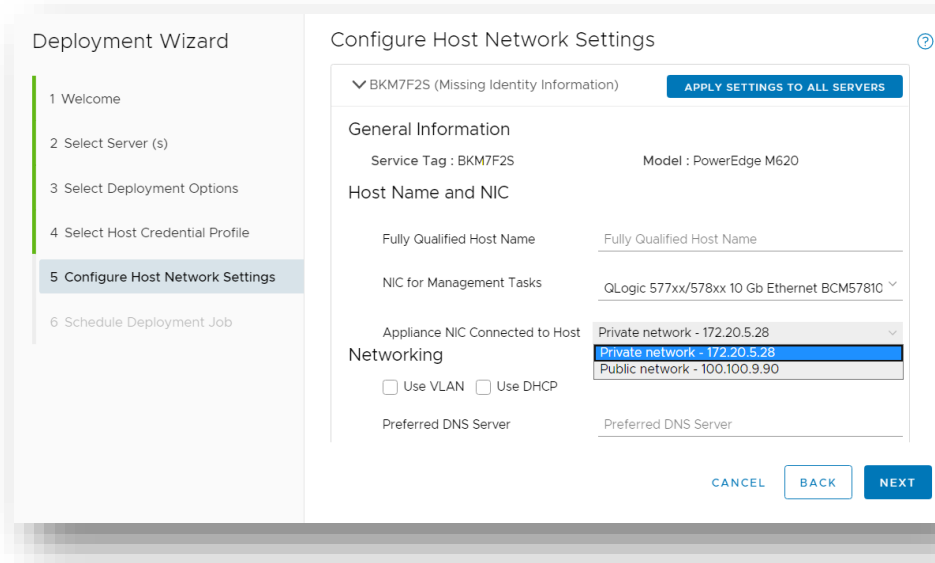 Deployment Wizard
1 Welcome
2 Select Server (s)
3 Select Deployment Options
4 Select Host Credential Profile
5 Configure Host Network Settings
6 Schedule Deployment Job
Configure Host Network Settings
?
BKM7F2S (Missing Identity Information)
APPLY SETTINGS TO ALL SERVERS
General Information
Service Tag : BKM7F2S
Model : PowerEdge M620
Host Name and NIC
Fully Qualified Host Name
Fully Qualified Host Name
NIC for Management Tasks
QLogic 577xx/578xx 10 Gb Ethernet BCM57810
Appliance NIC Connected to Host
Private network - 172.20.5.28
Private network - 172.20.5.28
Public network - 100.100.9.90
Networking
Use VLAN
Use DHCP
Preferred DNS Server
Preferred DNS Server
CANCEL
BACK
NEXT